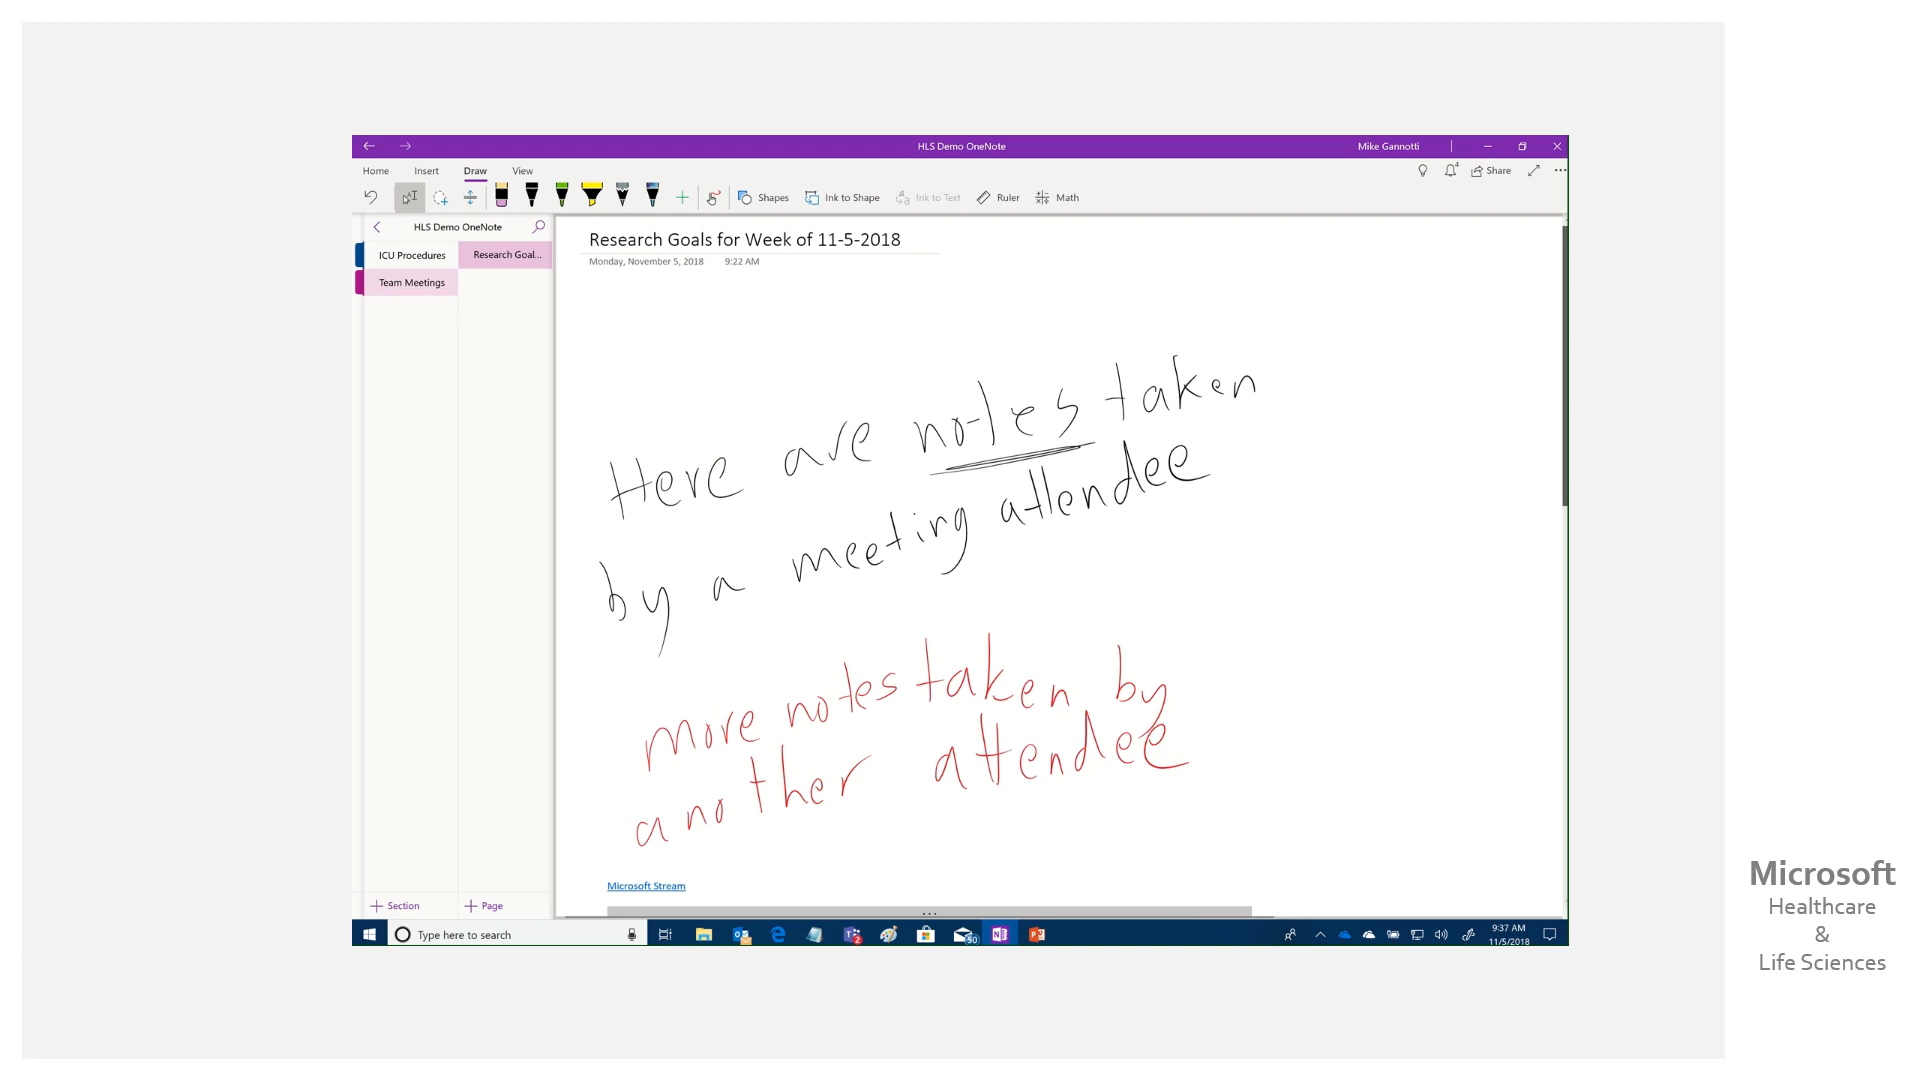 HLS Demo OneNote
Mike Gannotti
Home Insert Draw View
4
Share
Shapes Ink to Shape Ink to Text Ruler Math
HLS Demo OneNote
ICU Procedures
Research Goal...
Team Meetings
Research Goals for Week of 11-5-2018
Monday, November 5, 2018 9:22 AM
Here are notes taken
by a meeting attendee
more notes taken by
another attendee
Microsoft Stream
Section
Page
Type here to search
50
9:37 AM
11/5/2018
Microsoft
Healthcare
&
Life Sciences